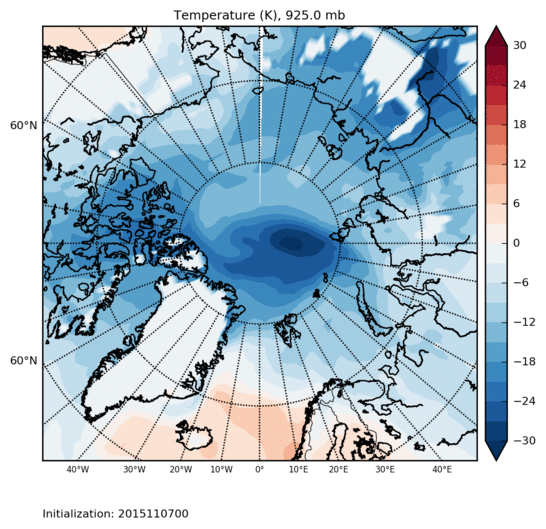 Temperature (K), 925.0 mb
30
24
18
12
6
0
−6
−12
−18
−24
−30
60°N
60°N
40°W 30°W 20°W 10°W 0° 10°E 20°E 30°E 40°E
Initialization: 2015110700